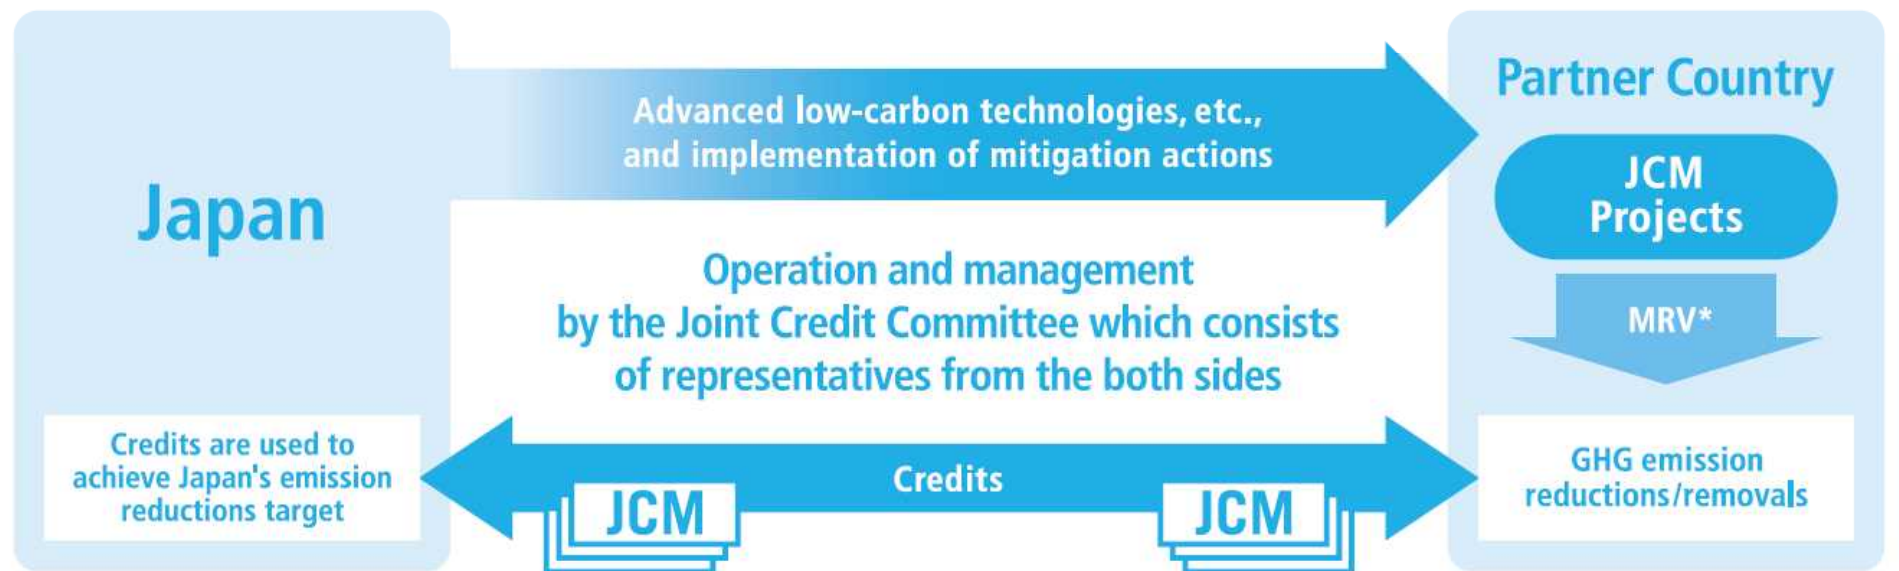 Japan
Credits are used to
achieve Japan's emission
reductions target
Advanced low-carbon technologies, etc.,
and implementation of mitigation actions
Operation and management
by the Joint Credit Committee which consists
of representatives from the both sides
Credits
JCM
JCM
Partner Country
JCM
Projects
MRV*
GHG emission
reductions/removals